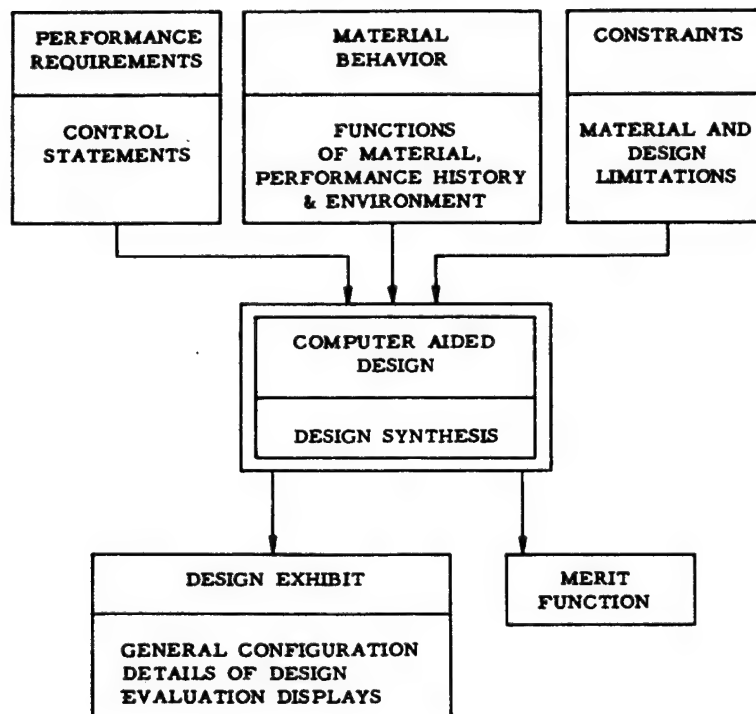 PERFORMANCE
REQUIREMENTS
CONTROL
STATEMENTS
MATERIAL
BEHAVIOR
FUNCTIONS
OF MATERIAL,
PERFORMANCE HISTORY
& ENVIRONMENT
CONSTRAINTS
MATERIAL AND
DESIGN
LIMITATIONS
COMPUTER AIDED
DESIGN
DESIGN SYNTHESIS
DESIGN EXHIBIT
GENERAL CONFIGURATION
DETAILS OF DESIGN
EVALUATION DISPLAYS
MERIT
FUNCTION